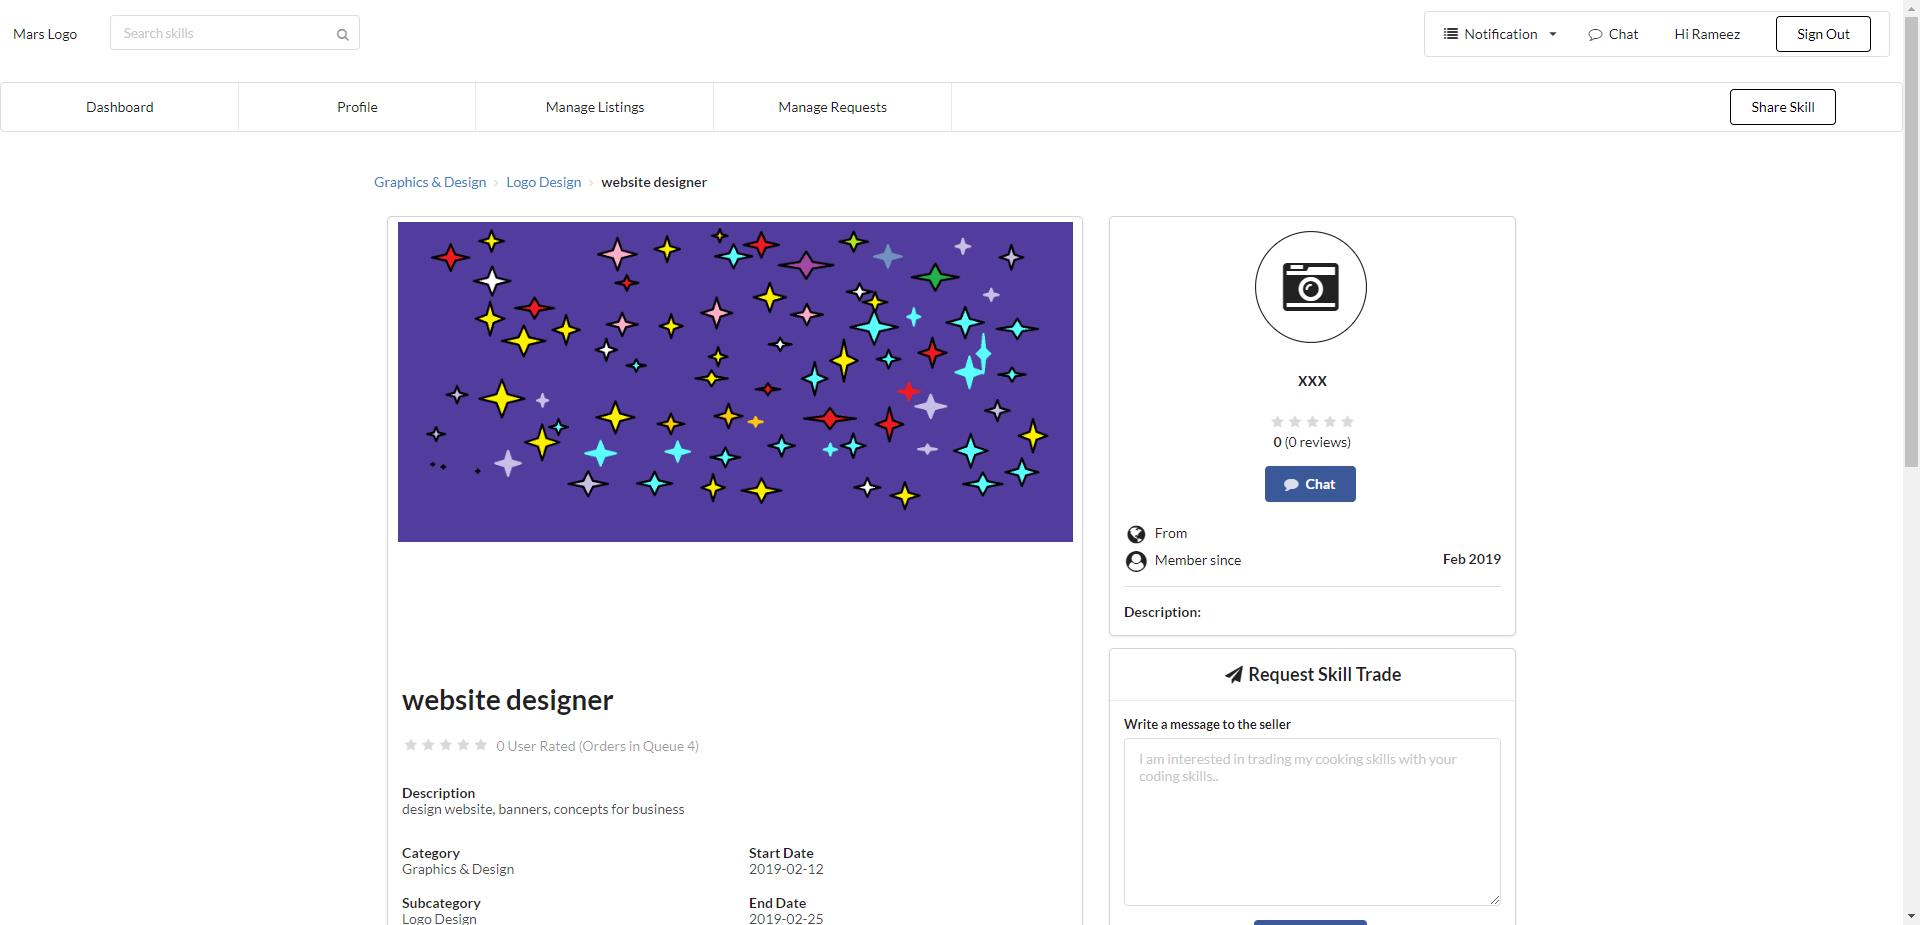 Mars Logo
Search skills
Notification
Chat
Hi Rameez
Sign Out
Dashboard
Profile
Manage Listings
Manage Requests
Share Skill
Graphics & Design › Logo Design › website designer
xxx
0 (0 reviews)
Chat
From
Member since
Feb 2019
Description:
website designer
0 User Rated (Orders in Queue 4)
Description
design website, banners, concepts for business
Category
Graphics & Design
Start Date
2019-02-12
Subcategory
Logo Design
End Date
2019-02-25
Request Skill Trade
Write a message to the seller
I am interested in trading my cooking skills with your
coding skills..